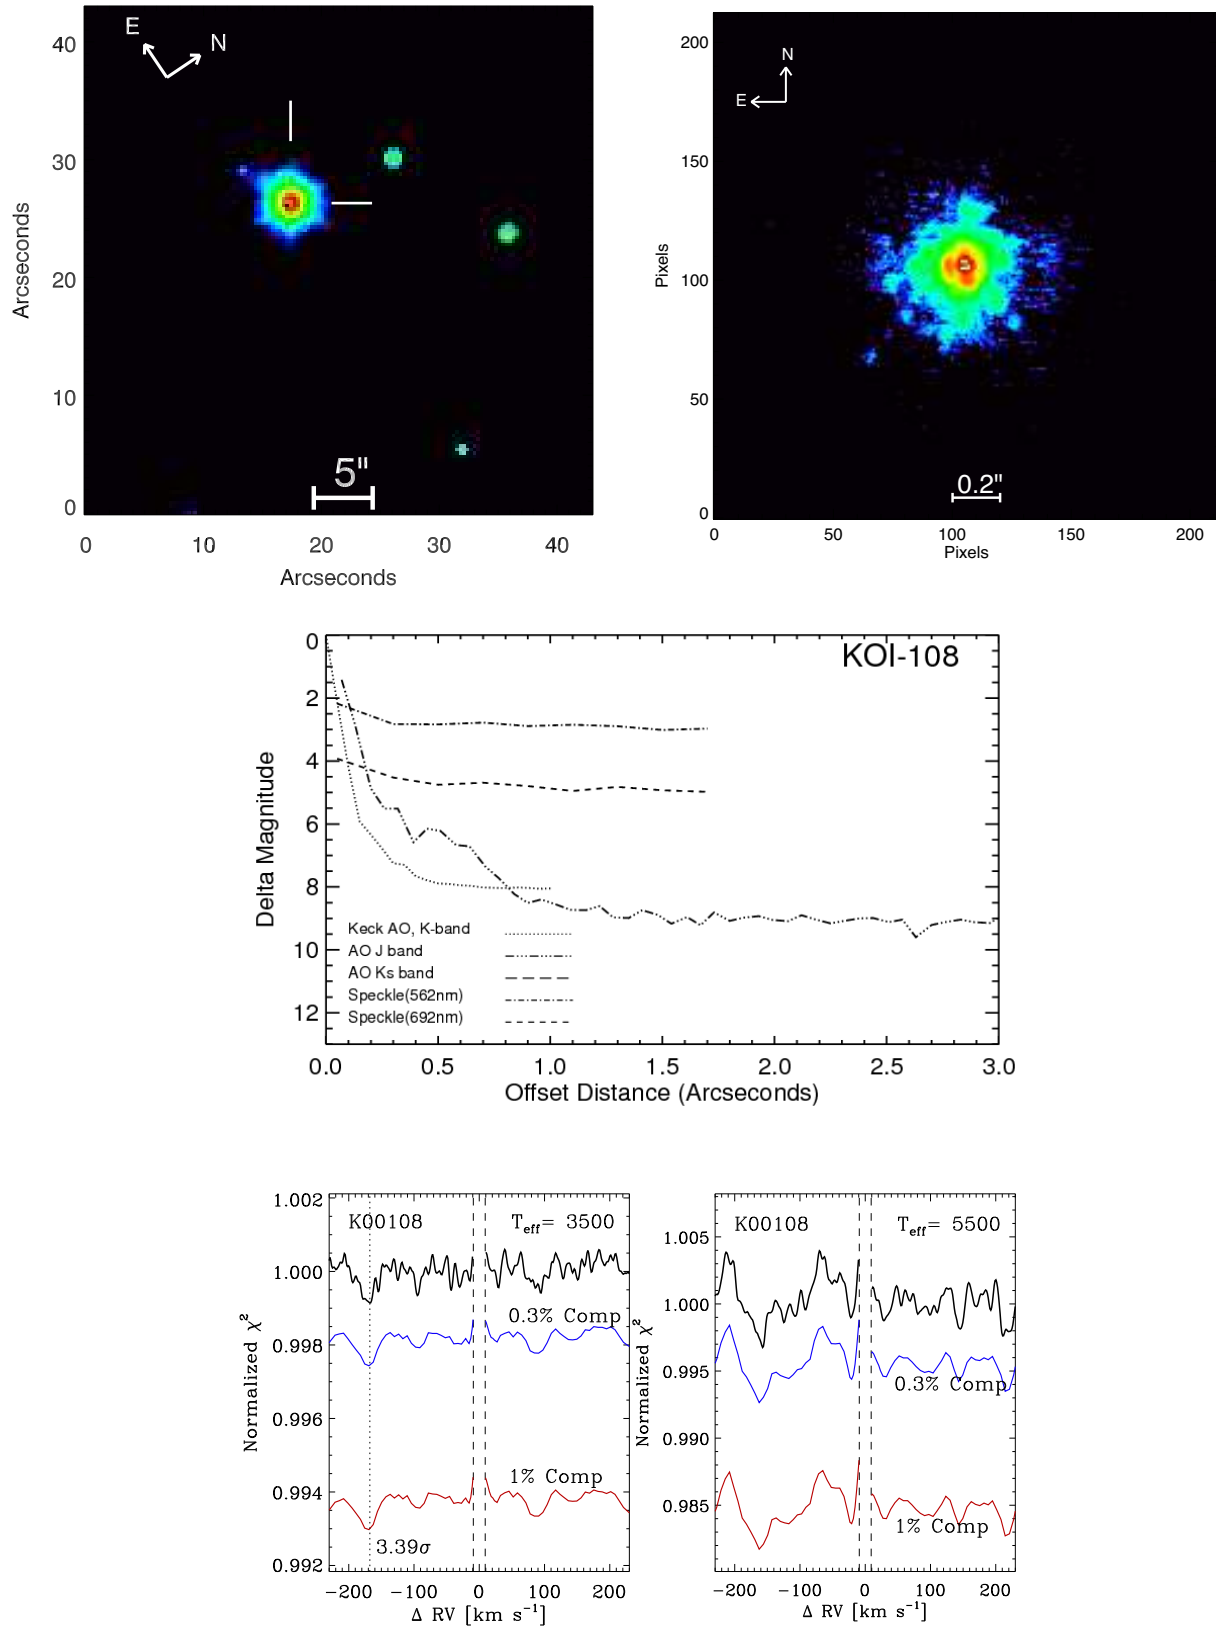 40
30
20
10
0
Arcseconds
E
N
5"
0
10
20
30
40
Arcseconds
200
150
100
50
0
Pixels
N
E
0.2"
0
50
100
150
200
Pixels
KOI-108
0
2
4
6
8
10
12
Delta Magnitude
Keck AO, K-band
AO J band
AO Ks band
Speckle(562nm)
Speckle(692nm)
0.0
0.5
1.0
1.5
2.0
2.5
3.0
Offset Distance (Arcseconds)
1.002
1.000
0.998
0.996
0.994
0.992
Normalized χ²
K00108
T_eff= 3500
0.3% Comp
1% Comp
3.39σ
−200
−100
0
100
200
Δ RV [km s⁻¹]
1.005
1.000
0.995
0.990
0.985
Normalized χ²
K00108
T_eff= 5500
0.3% Comp
1% Comp
−200
−100
0
100
200
Δ RV [km s⁻¹]